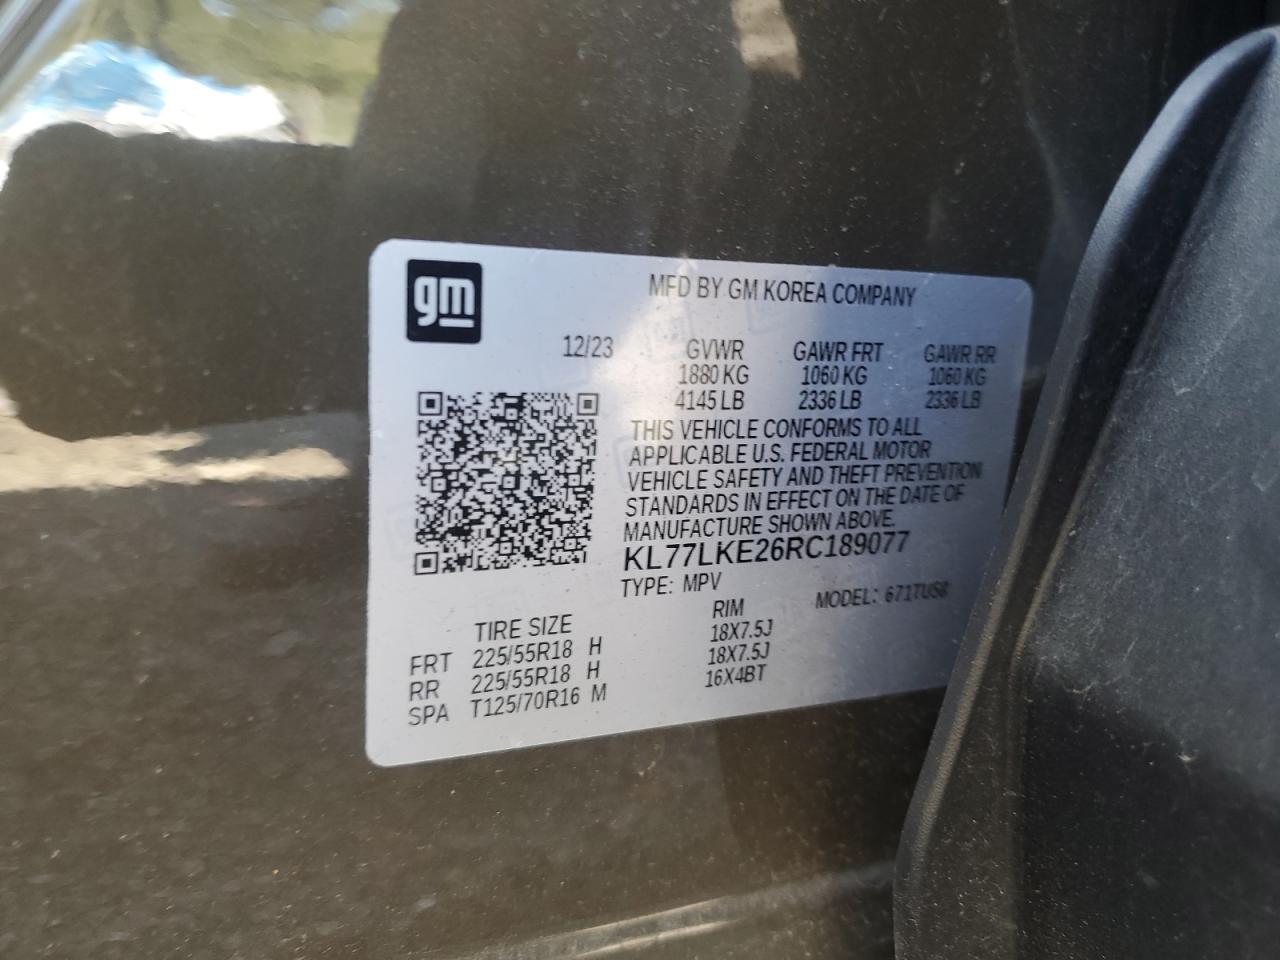 gm
MFD BY GM KOREA COMPANY
12/23 GVWR GAWR FRT GAWR RR
1880 KG 1060 KG 1060 KG
4145 LB 2336 LB 2336 LB
THIS VEHICLE CONFORMS TO ALL
APPLICABLE U.S. FEDERAL MOTOR
VEHICLE SAFETY AND THEFT PREVENTION
STANDARDS IN EFFECT ON THE DATE OF
MANUFACTURE SHOWN ABOVE.
KL77LKE26RC189077
TYPE: MPV MODEL: 671TUS8
TIRE SIZE RIM
FRT 225/55R18 H 18X7.5J
RR 225/55R18 H 18X7.5J
SPA T125/70R16 M 16X4BT